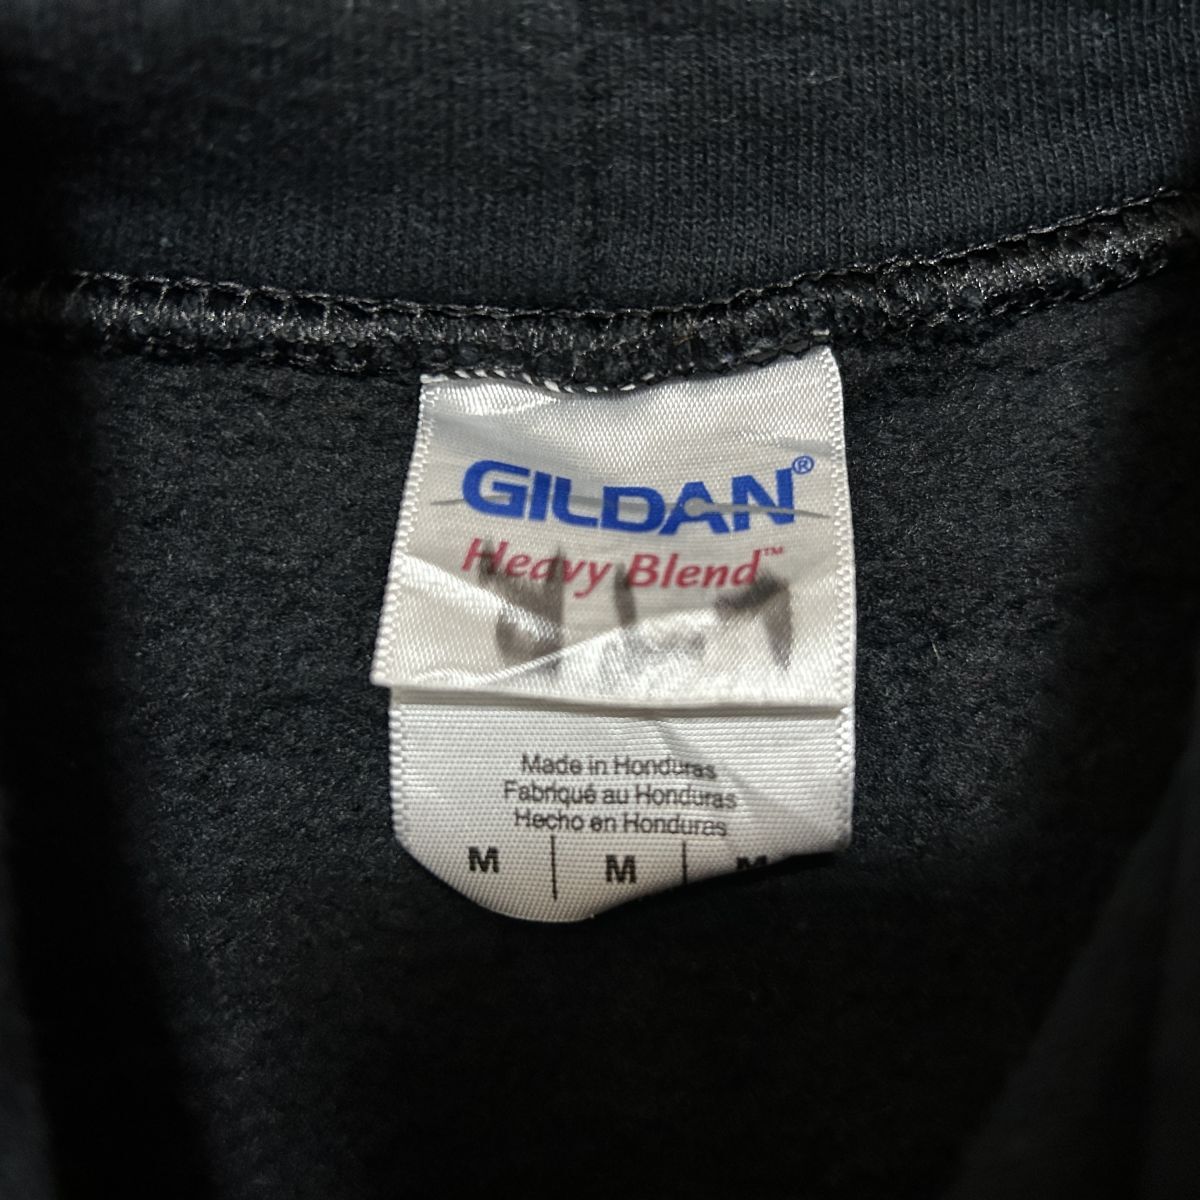 GILDAN®
Heavy Blend™
Made in Honduras
Fabriqué au Honduras
Hecho en Honduras
M M M